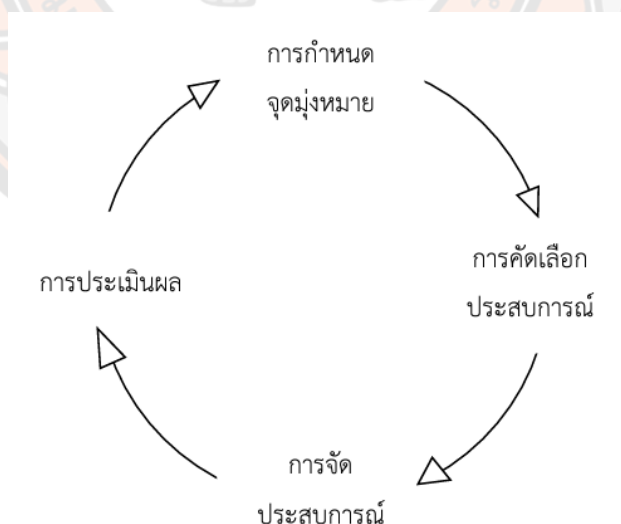 การกำหนด
จุดมุ่งหมาย
การคัดเลือก
ประสบการณ์
การจัด
ประสบการณ์
การประเมินผล